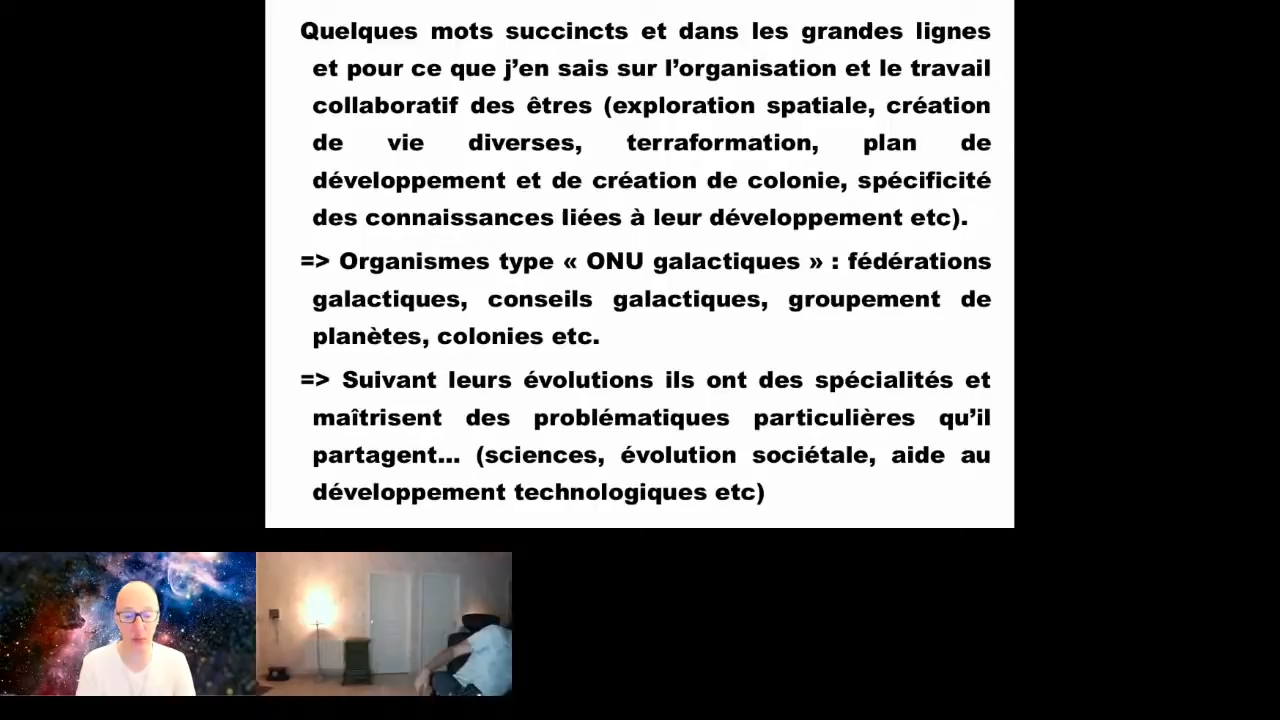 Quelques mots succincts et dans les grandes lignes
et pour ce que j’en sais sur l’organisation et le travail
collaboratif des êtres (exploration spatiale, création
de vie diverses, terraformation, plan de
développement et de création de colonie, spécificité
des connaissances liées à leur développement etc).
=> Organismes type « ONU galactiques » : fédérations
galactiques, conseils galactiques, groupement de
planètes, colonies etc.
=> Suivant leurs évolutions ils ont des spécialités et
maîtrisent des problématiques particulières qu’il
partagent... (sciences, évolution sociétale, aide au
développement technologiques etc)